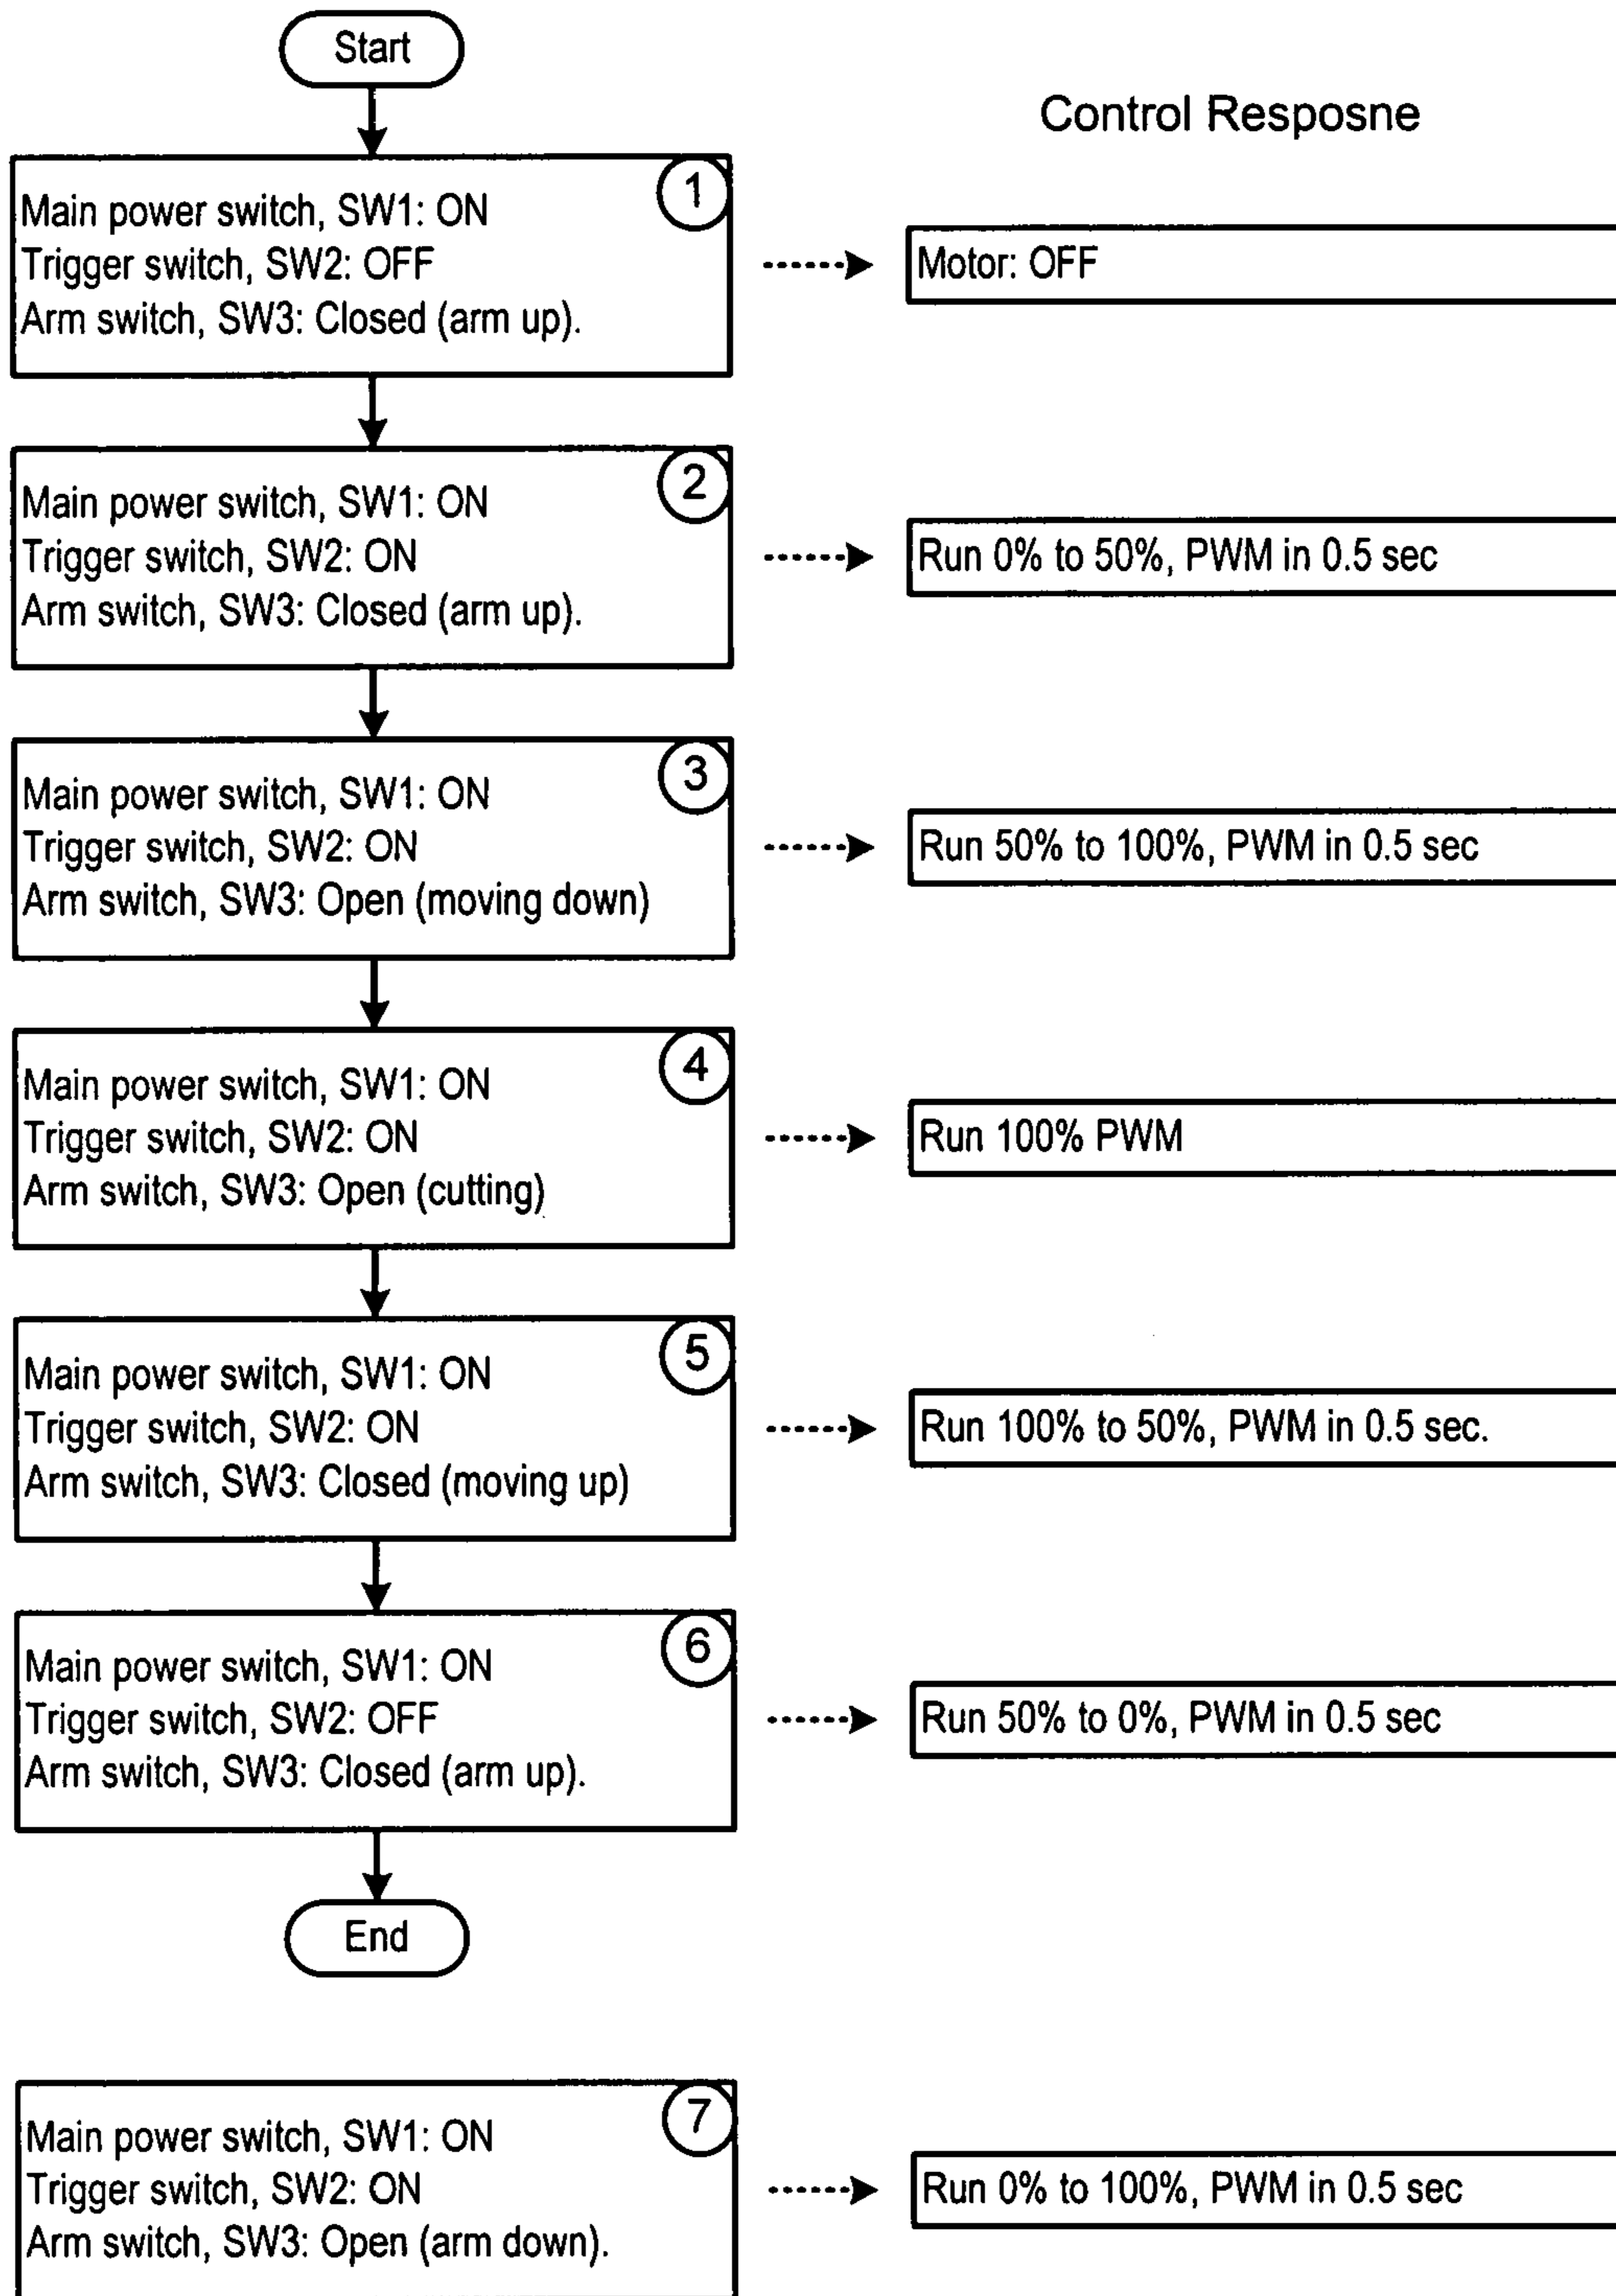 Start
Control Resposne
1
Main power switch, SW1: ON
Trigger switch, SW2: OFF
Arm switch, SW3: Closed (arm up).
Motor: OFF
2
Main power switch, SW1: ON
Trigger switch, SW2: ON
Arm switch, SW3: Closed (arm up).
Run 0% to 50%, PWM in 0.5 sec
3
Main power switch, SW1: ON
Trigger switch, SW2: ON
Arm switch, SW3: Open (moving down)
Run 50% to 100%, PWM in 0.5 sec
4
Main power switch, SW1: ON
Trigger switch, SW2: ON
Arm switch, SW3: Open (cutting)
Run 100% PWM
5
Main power switch, SW1: ON
Trigger switch, SW2: ON
Arm switch, SW3: Closed (moving up)
Run 100% to 50%, PWM in 0.5 sec.
6
Main power switch, SW1: ON
Trigger switch, SW2: OFF
Arm switch, SW3: Closed (arm up).
Run 50% to 0%, PWM in 0.5 sec
End
7
Main power switch, SW1: ON
Trigger switch, SW2: ON
Arm switch, SW3: Open (arm down).
Run 0% to 100%, PWM in 0.5 sec